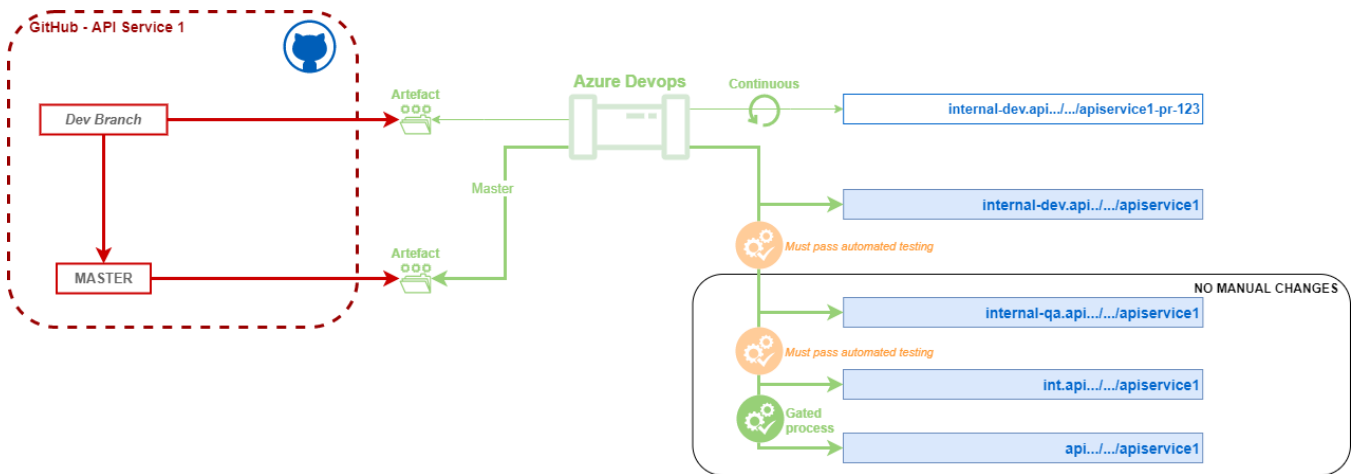 GitHub - API Service 1
Artefact
Azure Devops
Continuous
Dev Branch
internal-dev.api.../.../apiservice1-pr-123
Master
internal-dev.api../.../apiservice1
Must pass automated testing
Artefact
MASTER
NO MANUAL CHANGES
internal-qa.api.../.../apiservice1
Must pass automated testing
int.api.../.../apiservice1
Gated
process
api.../.../apiservice1